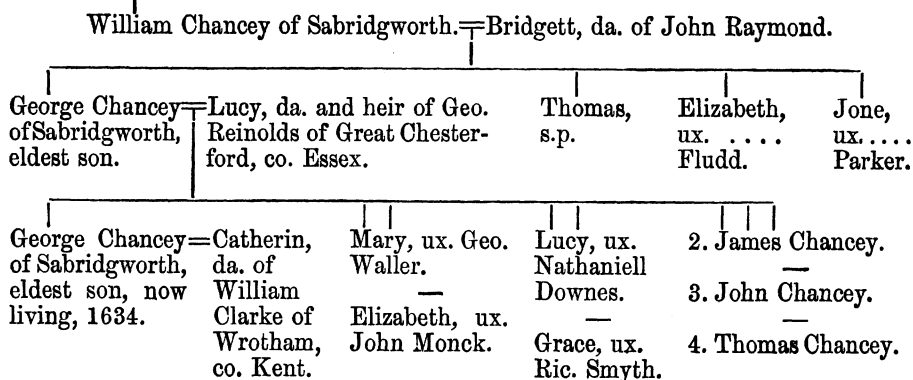 William Chancey of Sabridgworth.=Bridgett, da. of John Raymond.
George Chancey=Lucy, da. and heir of Geo.
of Sabridgworth, Reinolds of Great Chester-
eldest son. ford, co. Essex.
Thomas,
s.p.
Elizabeth,
ux. . . . .
Fludd.
Jone,
ux. . . . .
Parker.
George Chancey=Catherin,
of Sabridgworth, da. of
eldest son, now William
living, 1634. Clarke of
Wrotham,
co. Kent.
Mary, ux. Geo.
Waller.
—
Elizabeth, ux.
John Monck.
Lucy, ux.
Nathaniell
Downes.
—
Grace, ux.
Ric. Smyth.
2. James Chancey.
—
3. John Chancey.
—
4. Thomas Chancey.